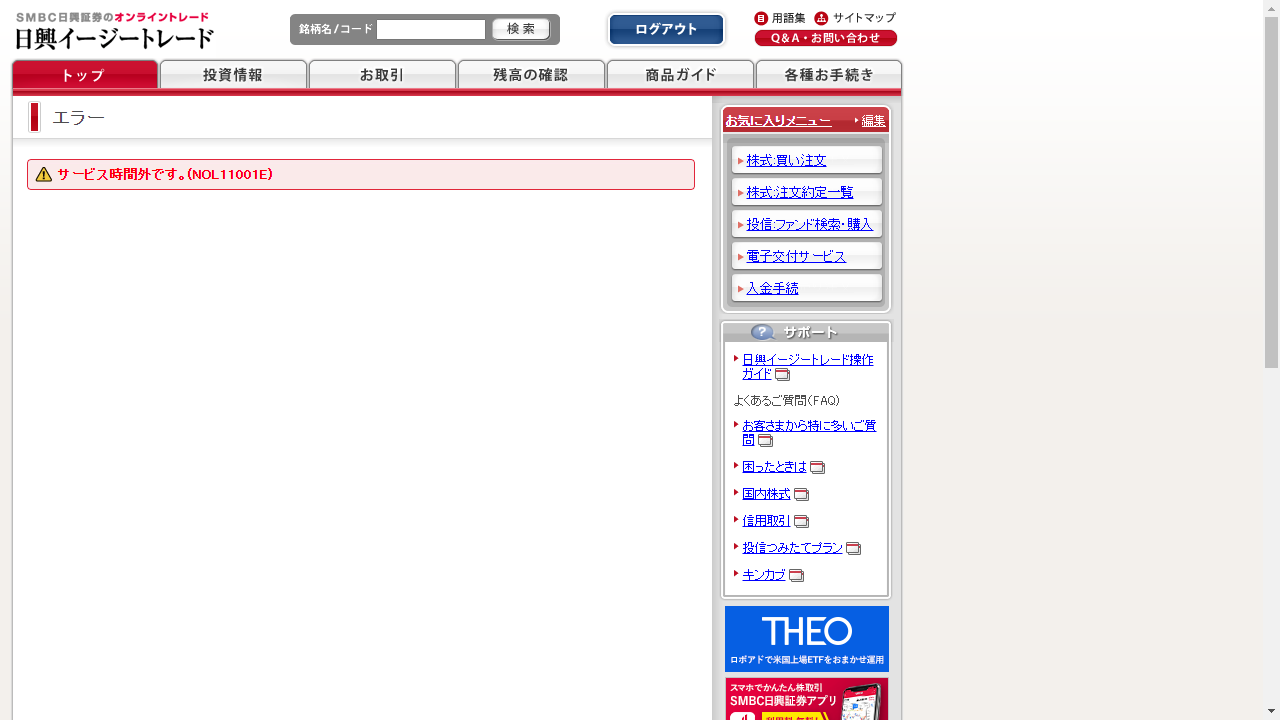 SMBC日興証券のオンライントレード
日興イージートレード
銘柄名/コード
検索
ログアウト
用語集
サイトマップ
Q&A・お問い合わせ
トップ
投資情報
お取引
残高の確認
商品ガイド
各種お手続き
エラー
サービス時間外です。(NOL11001E)
お気に入りメニュー
編集
株式:買い注文
株式:注文約定一覧
投信:ファンド検索・購入
電子交付サービス
入金手続
サポート
日興イージートレード操作
ガイド
よくあるご質問(FAQ)
お客さまから特に多いご質
問
困ったときは
国内株式
信用取引
投信つみたてプラン
キンカブ
THEO
ロボアドで米国上場ETFをおまかせ運用
スマホでかんたん株取引
SMBC日興証券アプリ